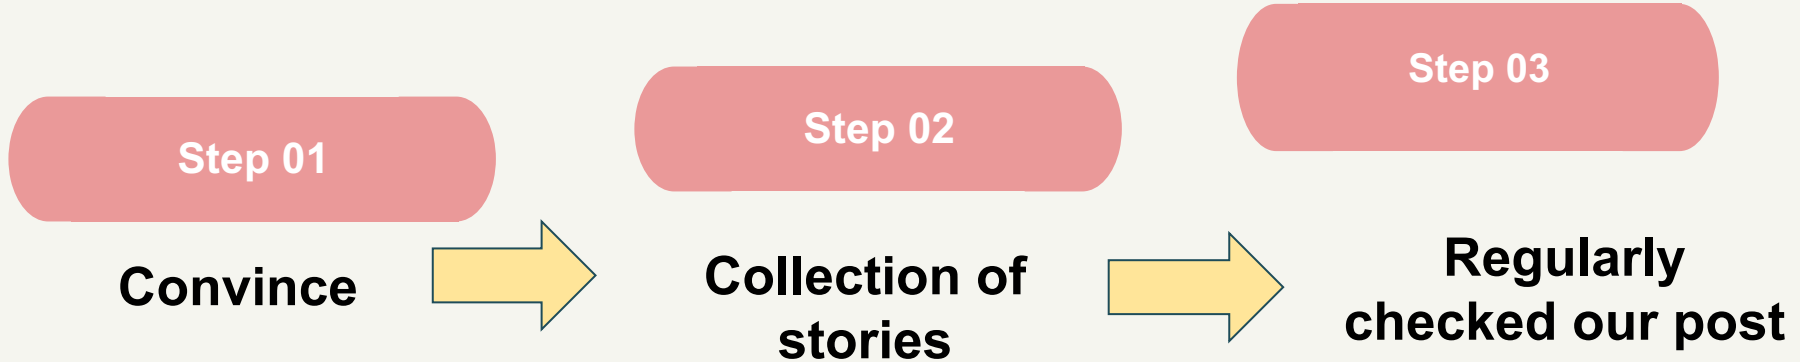 Step 01
Convince
Step 02
Collection of
stories
Step 03
Regularly
checked our post